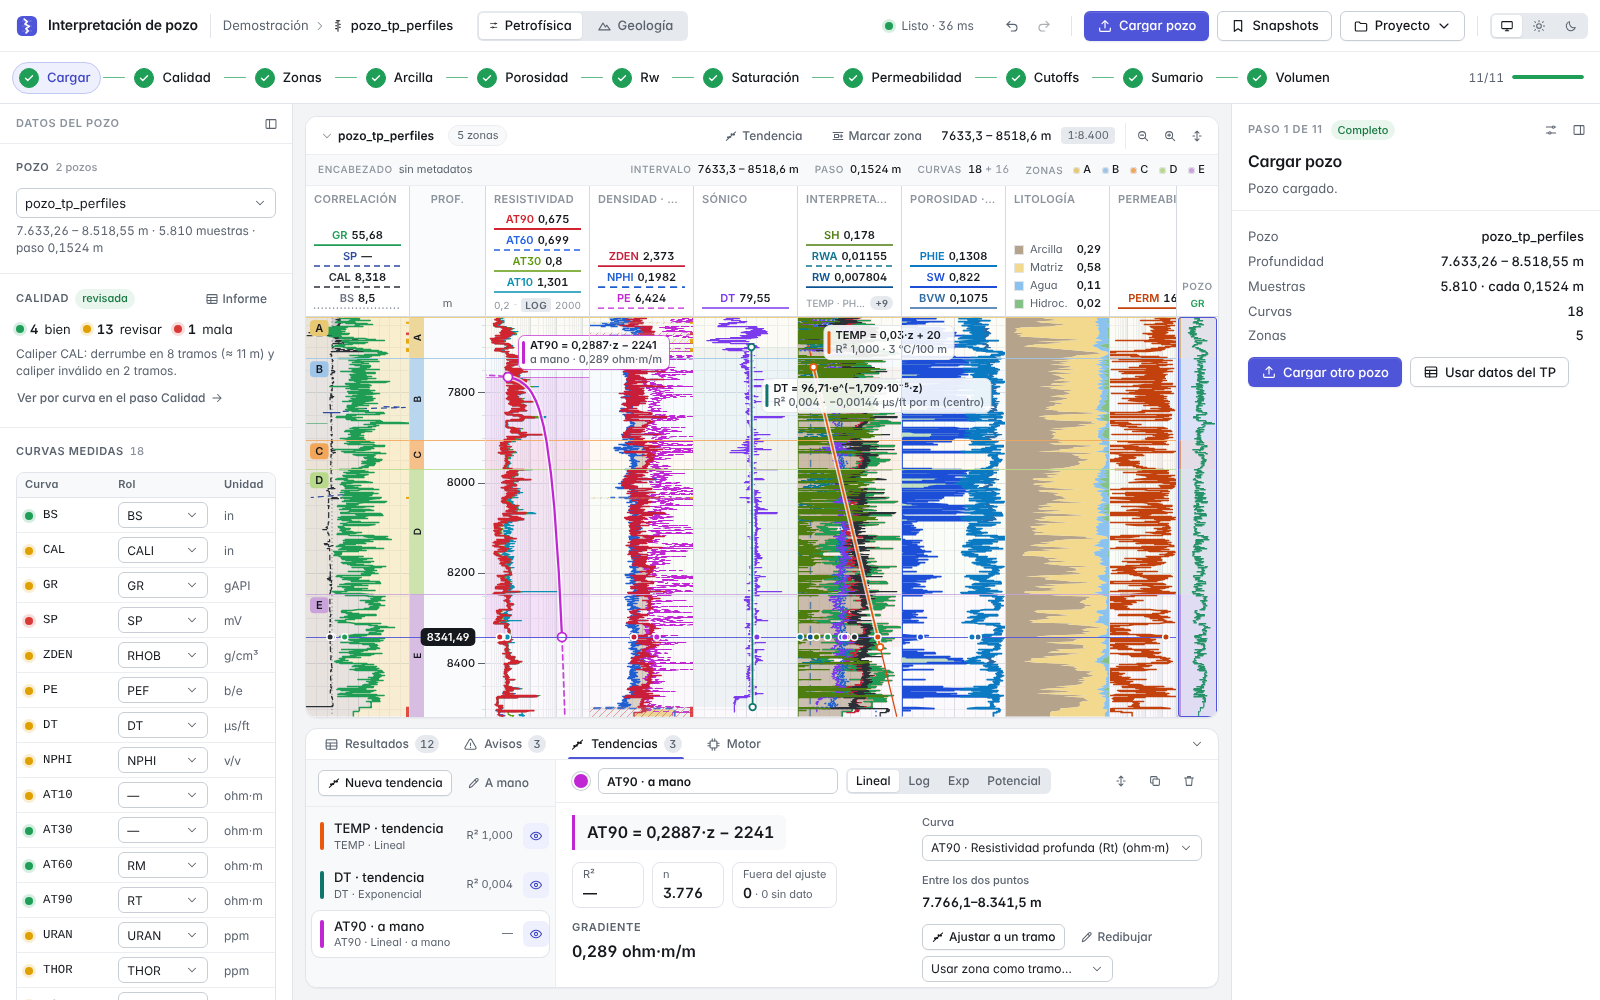 Interpretación de pozo
Demostración
pozo_tp_perfiles
Petrofísica
Geología
Listo · 36 ms
Cargar pozo
Snapshots
Proyecto
Cargar
Calidad
Zonas
Arcilla
Porosidad
Rw
Saturación
Permeabilidad
Cutoffs
Sumario
Volumen
11/11
DATOS DEL POZO
POZO 2 pozos
pozo_tp_perfiles
7.633,26 – 8.518,55 m · 5.810 muestras ·
paso 0,1524 m
CALIDAD revisada Informe
4 bien 13 revisar 1 mala
Caliper CAL: derrumbe en 8 tramos (≈ 11 m) y
caliper inválido en 2 tramos.
Ver por curva en el paso Calidad →
CURVAS MEDIDAS 18
Curva Rol Unidad
BS BS in
CAL CALI in
GR GR gAPI
SP SP mV
ZDEN RHOB g/cm³
PE PEF b/e
DT DT µs/ft
NPHI NPHI v/v
AT10 — ohm·m
AT30 — ohm·m
AT60 RM ohm·m
AT90 RT ohm·m
URAN URAN ppm
THOR THOR ppm
pozo_tp_perfiles 5 zonas Tendencia Marcar zona 7633,3 – 8518,6 m 1:8.400
ENCABEZADO sin metadatos INTERVALO 7633,3 – 8518,6 m PASO 0,1524 m CURVAS 18 + 16 ZONAS A B C D E
CORRELACIÓN
GR 55,68
SP —
CAL 8,318
BS 8,5
PROF.
m
RESISTIVIDAD
AT90 0,675
AT60 0,699
AT30 0,8
AT10 1,301
0,2 LOG 2000
DENSIDAD · ...
ZDEN 2,373
NPHI 0,1982
PE 6,424
SÓNICO
DT 79,55
INTERPRETA...
SH 0,178
RWA 0,01155
RW 0,007804
TEMP · PH... +9
POROSIDAD ·...
PHIE 0,1308
SW 0,822
BVW 0,1075
LITOLOGÍA
Arcilla 0,29
Matriz 0,58
Agua 0,11
Hidroc. 0,02
PERMEABI
PERM 16
POZO
GR
A
B
C
D
E
A
B
C
D
E
7800
8000
8200
8341,49
8400
AT90 = 0,2887·z − 2241
a mano · 0,289 ohm·m/m
TEMP = 0,03·z + 20
R² 1,000 · 3 °C/100 m
DT = 96,71·e^(−1,709·10⁻⁵·z)
R² 0,004 · −0,00144 µs/ft por m (centro)
Resultados 12
Avisos 3
Tendencias 3
Motor
Nueva tendencia
A mano
TEMP · tendencia
TEMP · Lineal
R² 1,000
DT · tendencia
DT · Exponencial
R² 0,004
AT90 · a mano
AT90 · Lineal · a mano
—
AT90 · a mano
Lineal Log Exp Potencial
AT90 = 0,2887·z − 2241
R²
—
n
3.776
Fuera del ajuste
0 · 0 sin dato
GRADIENTE
0,289 ohm·m/m
Curva
AT90 · Resistividad profunda (Rt) (ohm·m)
Entre los dos puntos
7.766,1–8.341,5 m
Ajustar a un tramo
Redibujar
Usar zona como tramo...
PASO 1 DE 11 Completo
Cargar pozo
Pozo cargado.
Pozo pozo_tp_perfiles
Profundidad 7.633,26 – 8.518,55 m
Muestras 5.810 · cada 0,1524 m
Curvas 18
Zonas 5
Cargar otro pozo
Usar datos del TP